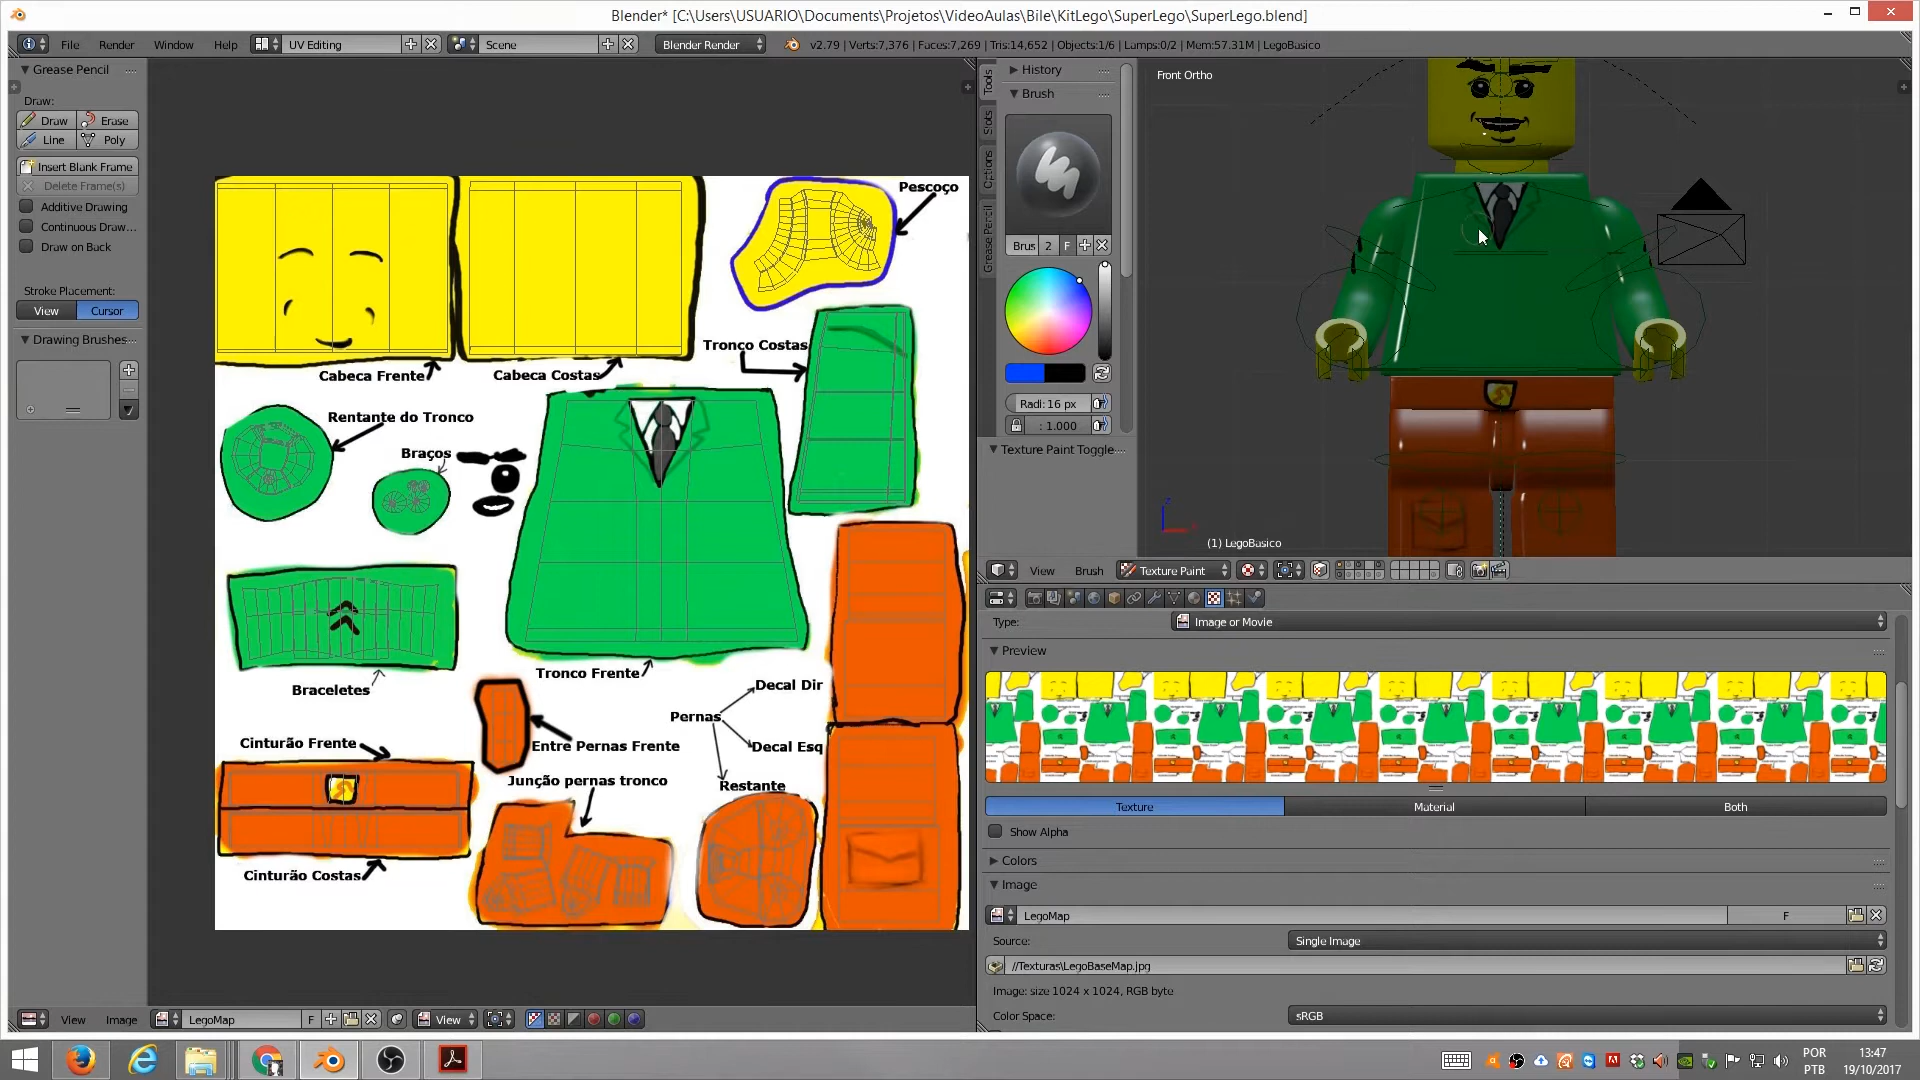 Blender* [C:\Users\USUARIO\Documents\Projetos\VideoAulas\Bile\KitLego\SuperLego\SuperLego.blend]
File Render Window Help UV Editing Scene Blender Render v2.79 | Verts:7,376 | Faces:7,269 | Tris:14,652 | Objects:1/6 | Lamps:0/2 | Mem:57.31M | LegoBasico
Grease Pencil
Draw:
Draw Erase
Line Poly
Insert Blank Frame
Delete Frame(s)
Additive Drawing
Continuous Draw...
Draw on Back
Stroke Placement:
View Cursor
Drawing Brushes
Pescoço
Tronco Costas
Cabeca Frente
Cabeca Costas
Rentante do Tronco
Braços
Braceletes
Tronco Frente
Decal Dir
Pernas
Decal Esq
Restante
Entre Pernas Frente
Cinturão Frente
Junção pernas tronco
Cinturão Costas
View Image LegoMap F View
Tools
Slots
Options
Grease Pencil
History
Brush
Brus 2 F
Radi: 16 px
: 1.000
Texture Paint Toggle
Front Ortho
(1) LegoBasico
View Brush Texture Paint
Type: Image or Movie
Preview
Texture Material Both
Show Alpha
Colors
Image
LegoMap F
Source: Single Image
//Texturas\LegoBaseMap.jpg
Image: size 1024 x 1024, RGB byte
Color Space: sRGB
POR 13:47
PTB 19/10/2017